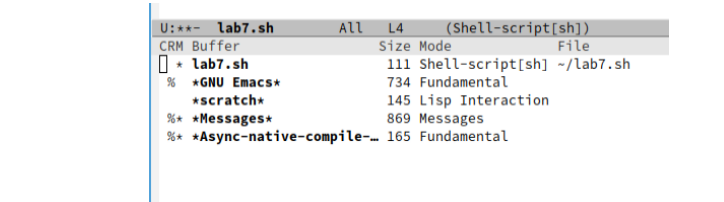 U:**-  lab7.sh        All   L4     (Shell-script[sh])
CRM Buffer                 Size Mode             File
  * lab7.sh                 111 Shell-script[sh] ~/lab7.sh
 %  *GNU Emacs*             734 Fundamental
    *scratch*               145 Lisp Interaction
 %* *Messages*              869 Messages
 %* *Async-native-compile-… 165 Fundamental